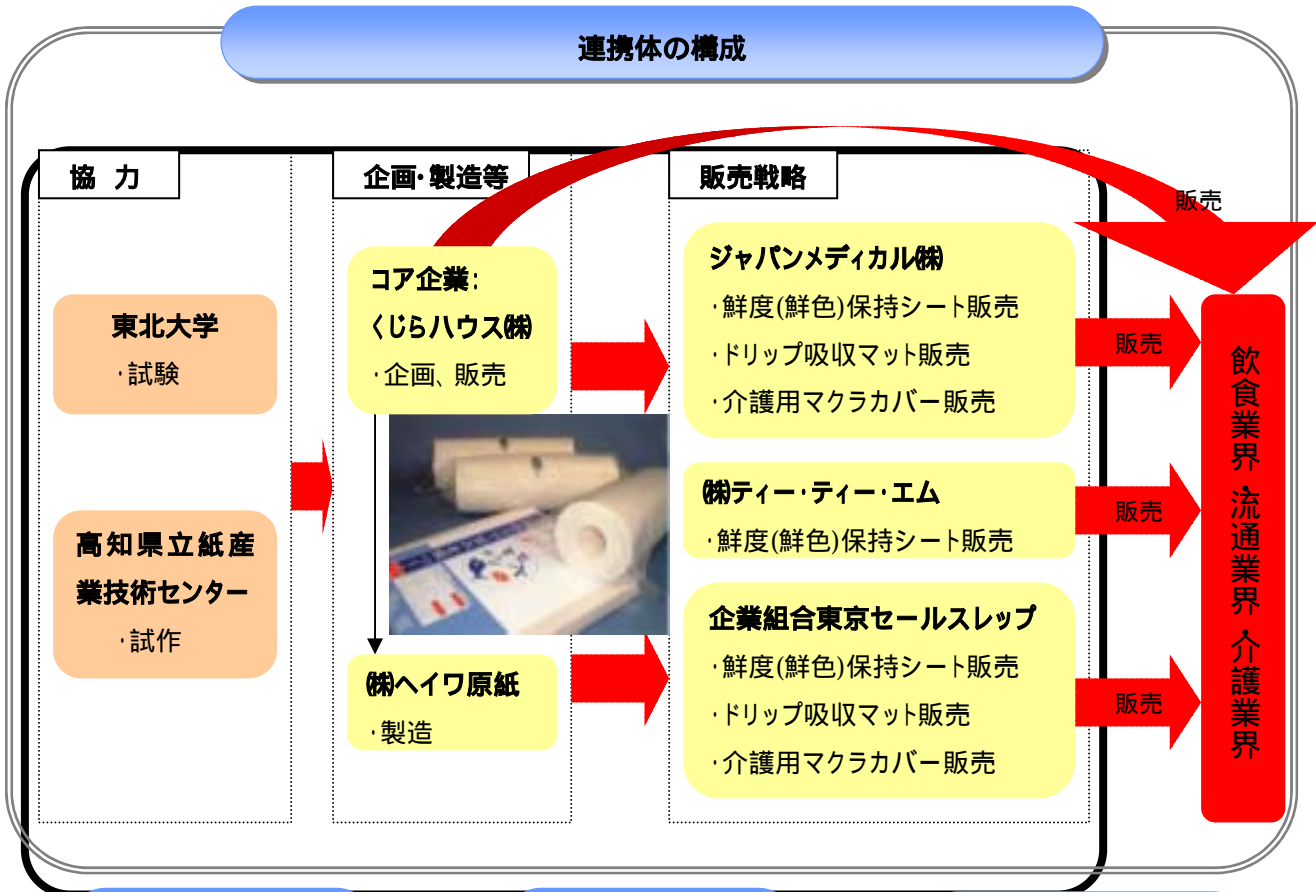 連携体の構成
協 力
東北大学
・試験
高知県立紙産
業技術センター
・試作
企画・製造等
コア企業：
くじらハウス㈱
・企画、販売
㈱ヘイワ原紙
・製造
販売戦略
ジャパンメディカル㈱
・鮮度(鮮色)保持シート販売
・ドリップ吸収マット販売
・介護用マクラカバー販売
㈱ティー・ティー・エム
・鮮度(鮮色)保持シート販売
企業組合東京セールスレップ
・鮮度(鮮色)保持シート販売
・ドリップ吸収マット販売
・介護用マクラカバー販売
販売
販売
販売
販売
飲食業界・流通業界・介護業界